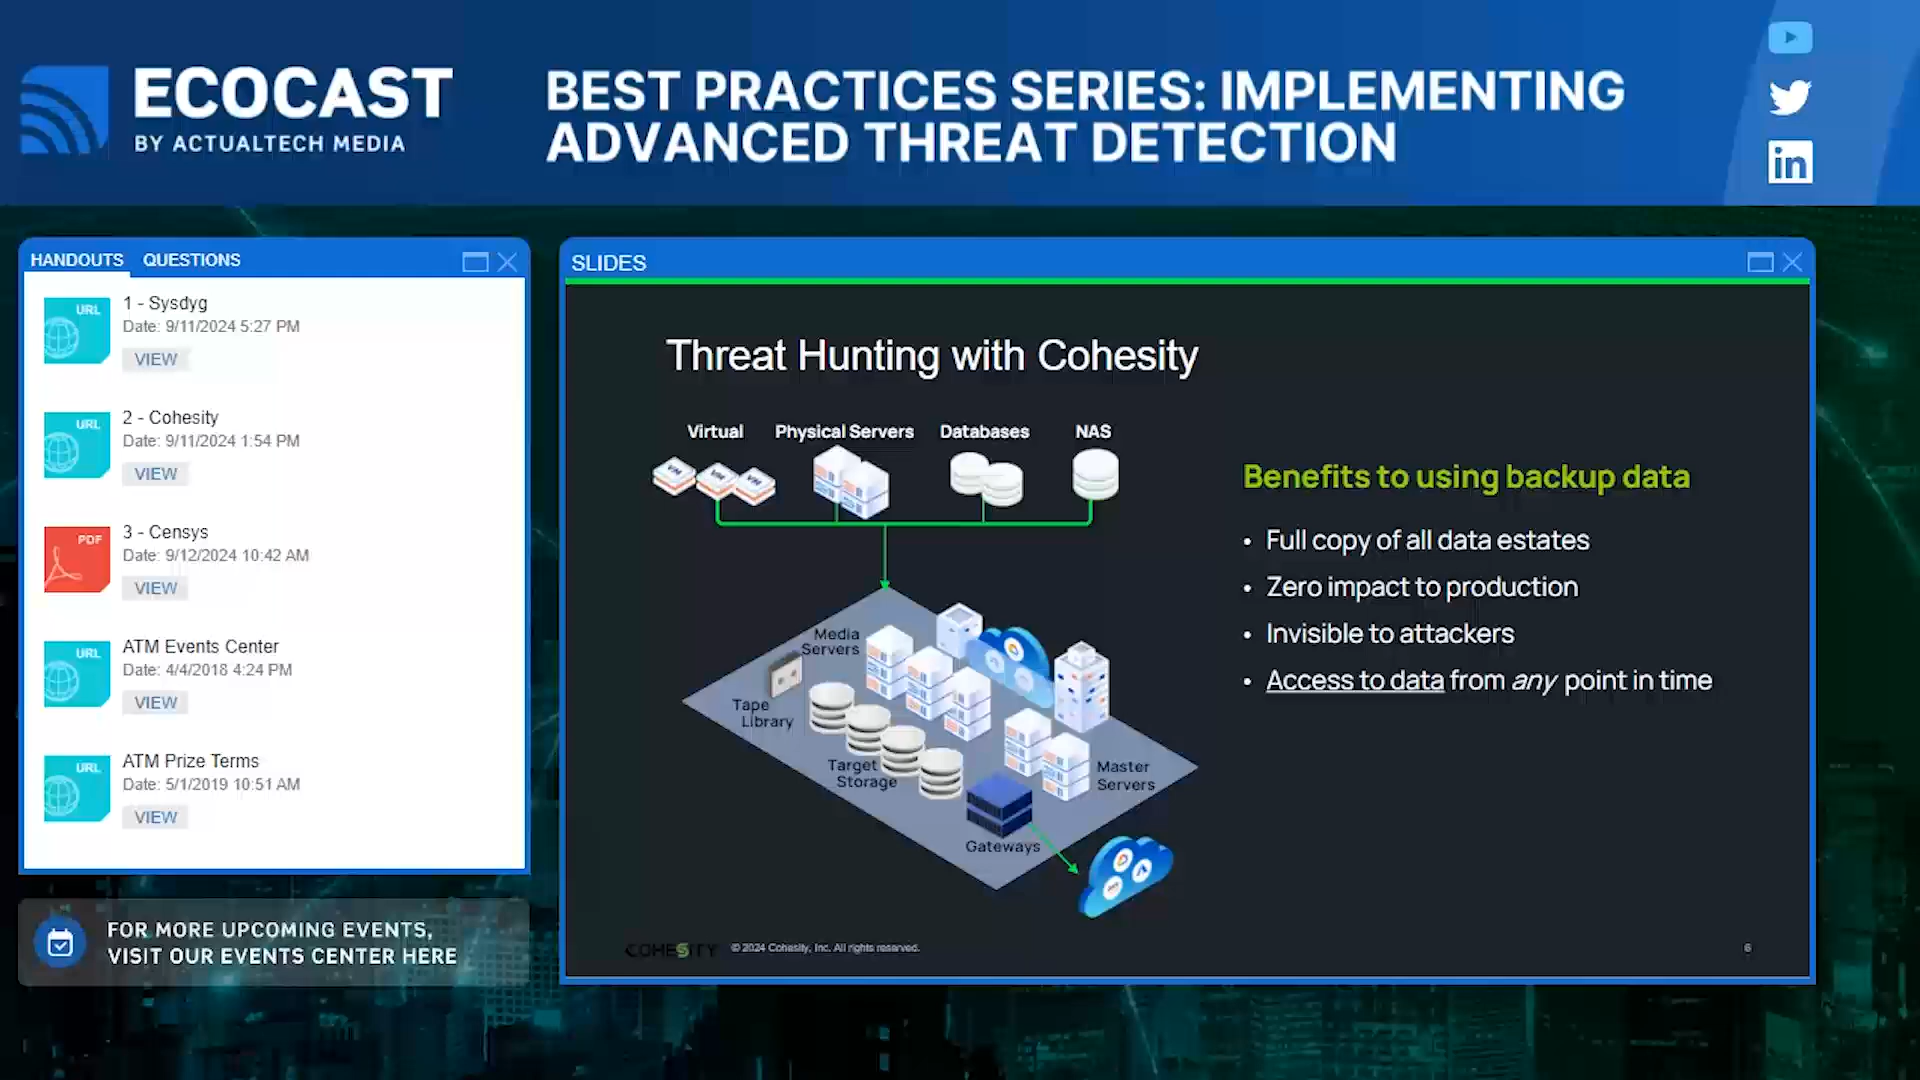 ECOCAST
BY ACTUALTECH MEDIA
BEST PRACTICES SERIES: IMPLEMENTING
ADVANCED THREAT DETECTION
in
HANDOUTS
QUESTIONS
URL
1 - Sysdyg
Date: 9/11/2024 5:27 PM
VIEW
URL
2 - Cohesity
Date: 9/11/2024 1:54 PM
VIEW
PDF
3 - Censys
Date: 9/12/2024 10:42 AM
VIEW
URL
ATM Events Center
Date: 4/4/2018 4:24 PM
VIEW
URL
ATM Prize Terms
Date: 5/1/2019 10:51 AM
VIEW
FOR MORE UPCOMING EVENTS,
VISIT OUR EVENTS CENTER HERE
SLIDES
Threat Hunting with Cohesity
Virtual
Physical Servers
Databases
NAS
VM
VM
VM
Media
Servers
Tape
Library
Target
Storage
Master
Servers
Gateways
Benefits to using backup data
• Full copy of all data estates
• Zero impact to production
• Invisible to attackers
• Access to data from any point in time
COHESITY
© 2024 Cohesity, Inc. All rights reserved.
6